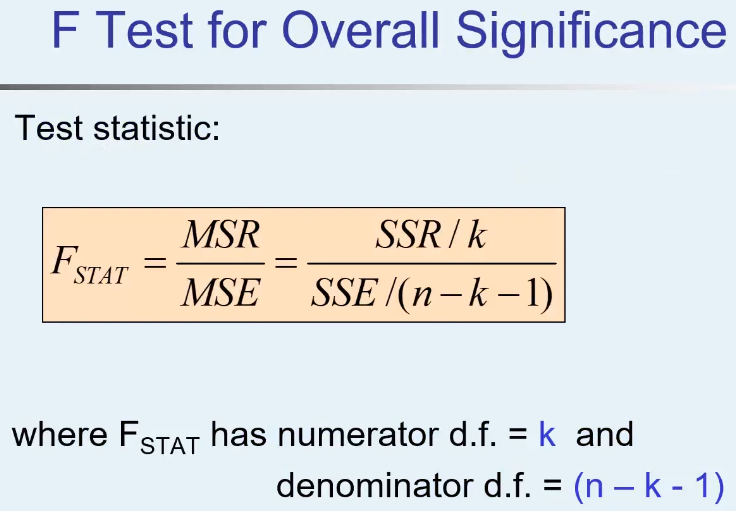 F Test for Overall Significance
Test statistic:
F_STAT = MSR / MSE = SSR / k / SSE /(n – k – 1)
where F_STAT has numerator d.f. = k and
denominator d.f. = (n – k - 1)